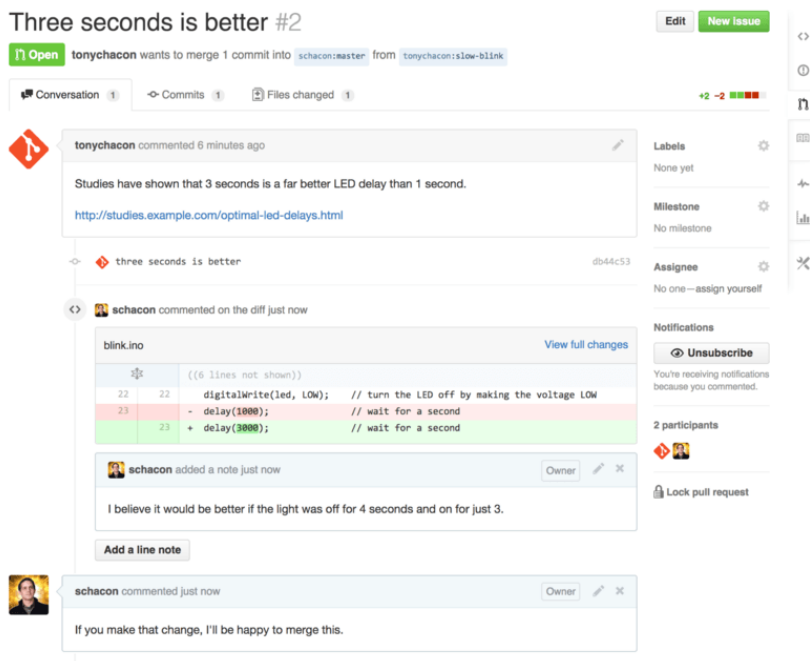 Three seconds is better #2
Edit
New Issue
Open
tonychacon wants to merge 1 commit into schacon:master from tonychacon:slow-blink
Conversation 1
Commits 1
Files changed 1
+2 −2
tonychacon commented 6 minutes ago
Studies have shown that 3 seconds is a far better LED delay than 1 second.
http://studies.example.com/optimal-led-delays.html
three seconds is better db44c53
schacon commented on the diff just now
blink.ino View full changes
((6 lines not shown))
22 22 digitalWrite(led, LOW); // turn the LED off by making the voltage LOW
23 - delay(1000); // wait for a second
23 + delay(3000); // wait for a second
schacon added a note just now Owner
I believe it would be better if the light was off for 4 seconds and on for just 3.
Add a line note
schacon commented just now Owner
If you make that change, I'll be happy to merge this.
Labels
None yet
Milestone
No milestone
Assignee
No one—assign yourself
Notifications
Unsubscribe
You're receiving notifications
because you commented.
2 participants
Lock pull request